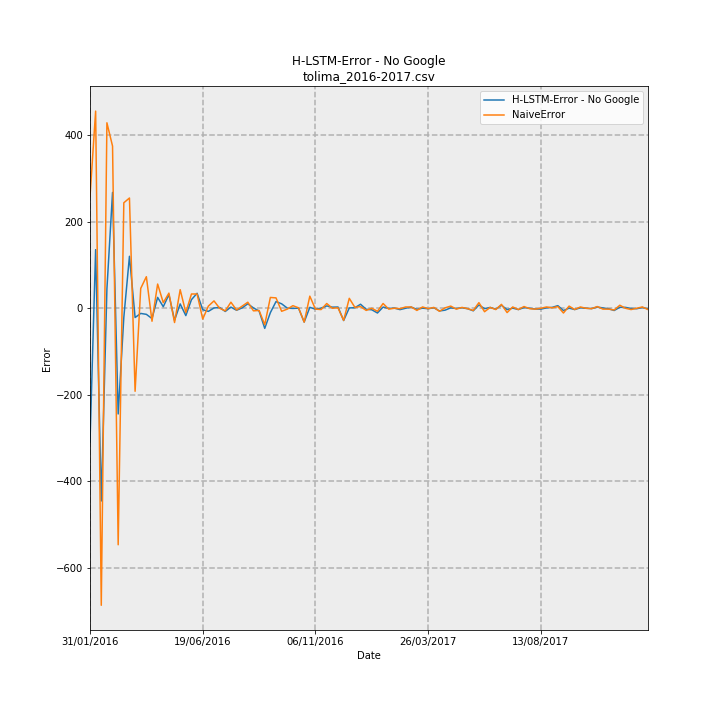 H-LSTM-Error - No Google
tolima_2016-2017.csv
H-LSTM-Error - No Google
NaiveError
400
200
0
−200
−400
−600
Error
31/01/2016
19/06/2016
06/11/2016
26/03/2017
13/08/2017
Date